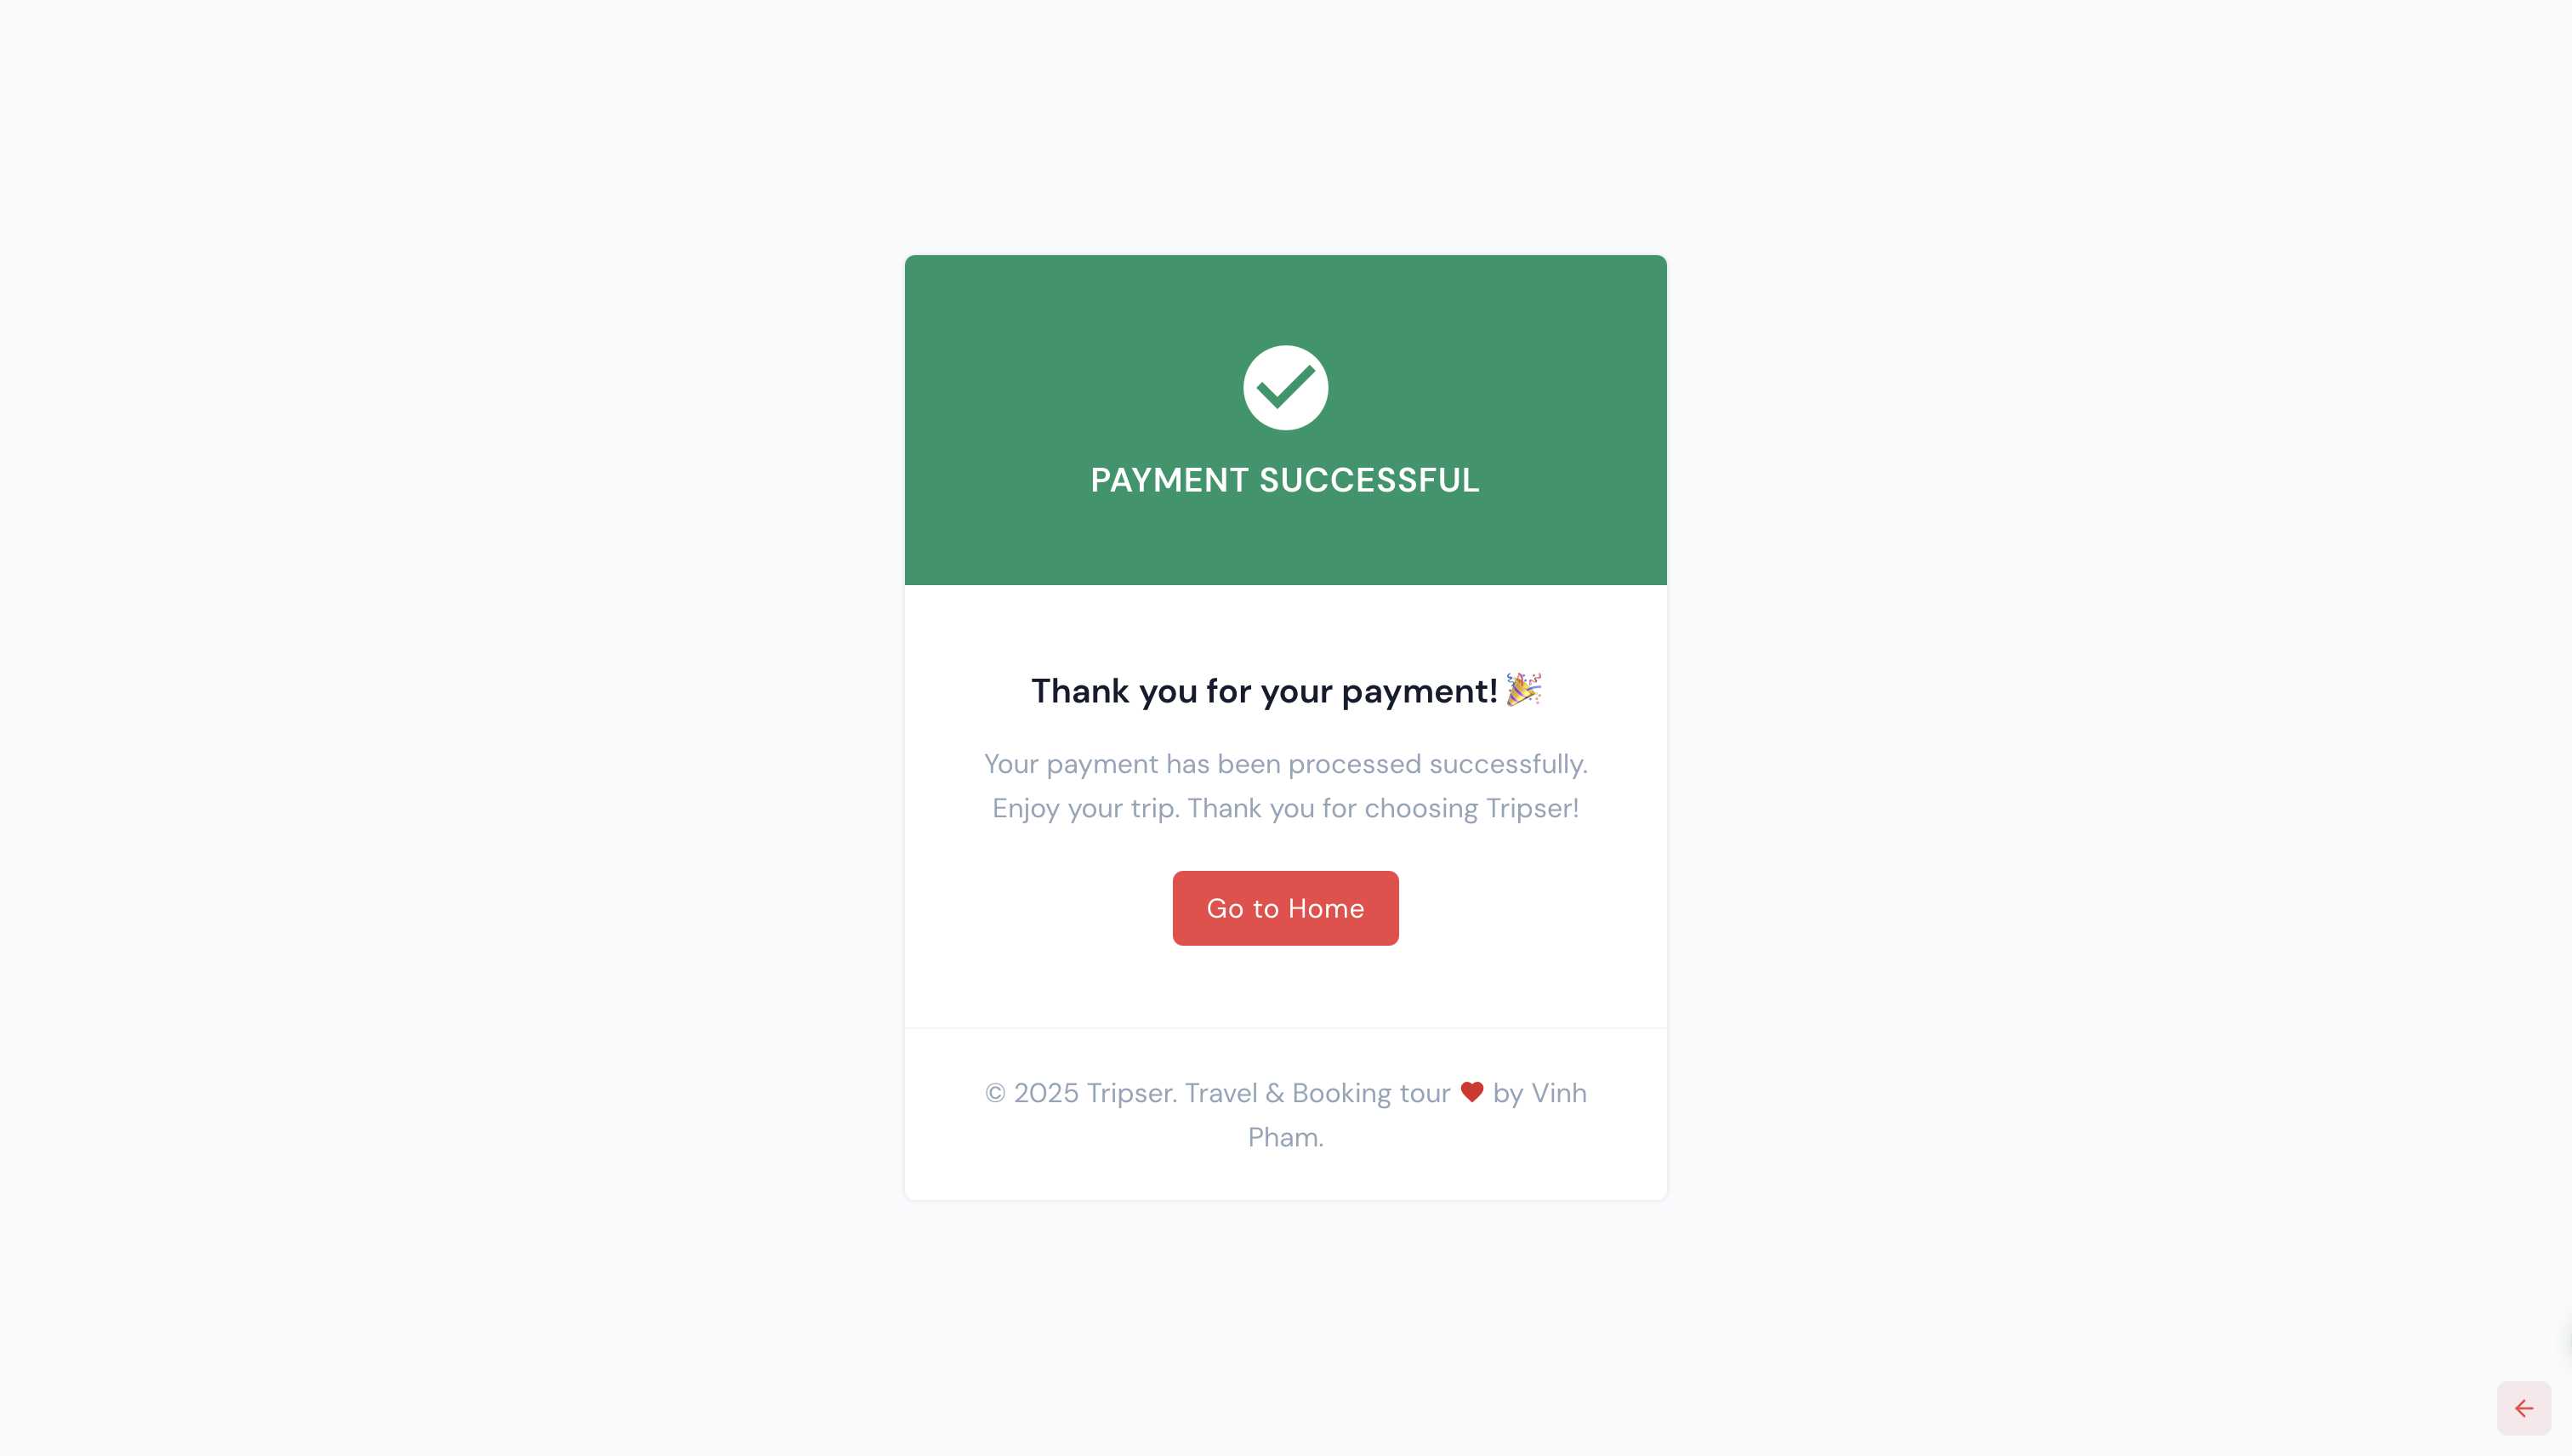 PAYMENT SUCCESSFUL
Thank you for your payment! 🎉
Your payment has been processed successfully.
Enjoy your trip. Thank you for choosing Tripser!
Go to Home
© 2025 Tripser. Travel & Booking tour ❤ by Vinh
Pham.